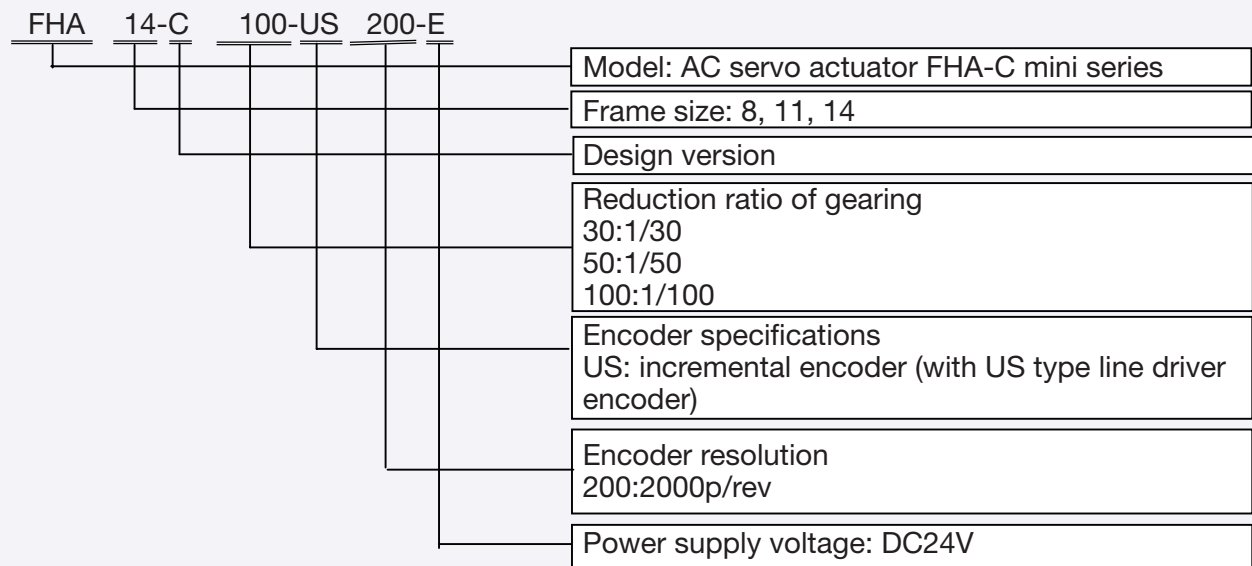 FHA 14-C 100-US 200-E
Model: AC servo actuator FHA-C mini series
Frame size: 8, 11, 14
Design version
Reduction ratio of gearing
30:1/30
50:1/50
100:1/100
Encoder specifications
US: incremental encoder (with US type line driver
encoder)
Encoder resolution
200:2000p/rev
Power supply voltage: DC24V